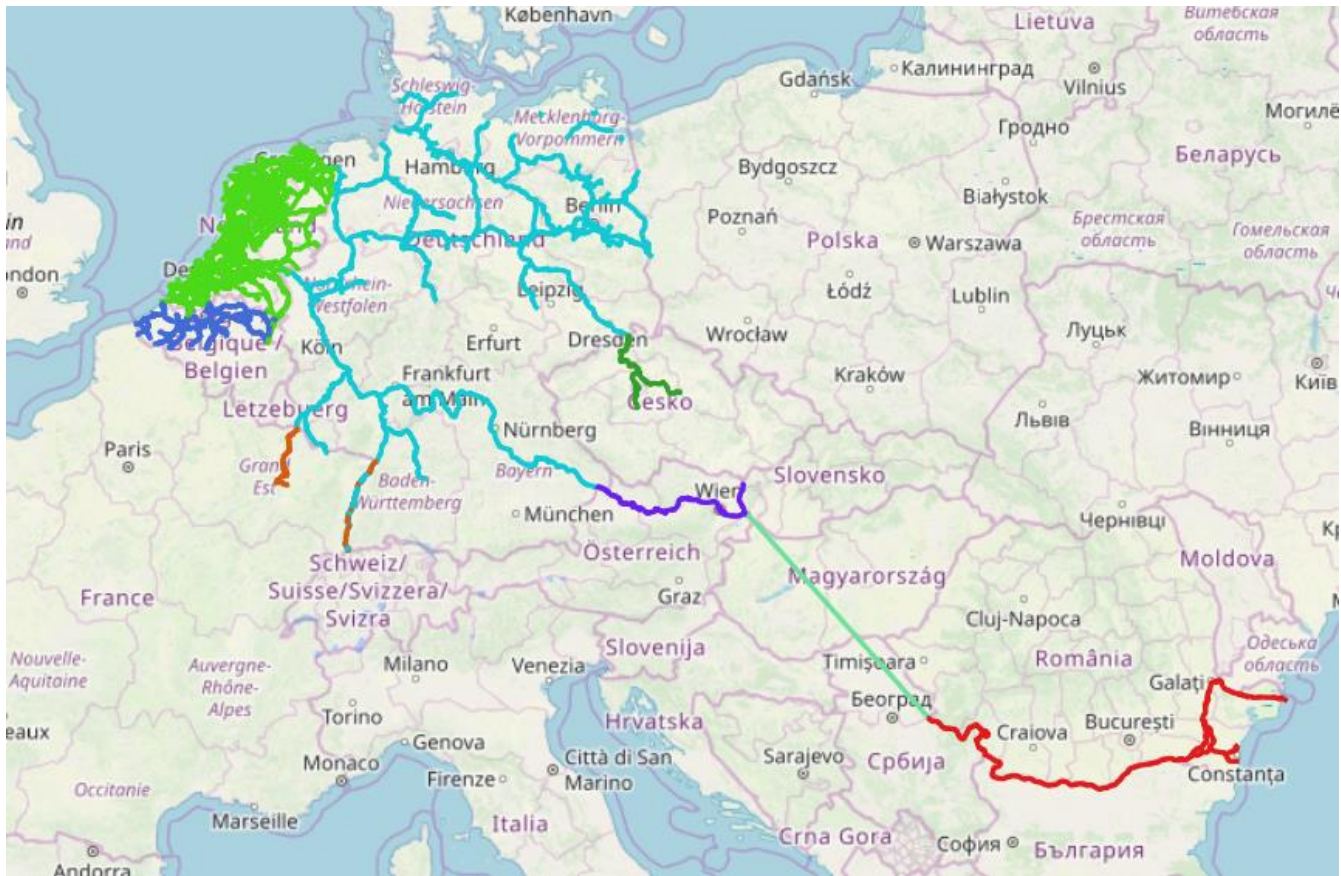 København
Lietuva
Витебская
область
Gdańsk
Калининград
Vilnius
Schleswig-
Holstein
Mecklenburg-
Vorpommern
Гродно
Могилё
Беларусь
Hamburg
Bydgoszcz
Białystok
Niedersachsen
Berlin
Poznań
Polska
Warszawa
Брестская
область
Гомельская
область
in
and
ondon
De
Deutschland
Westfalen
Leipzig
Łódź
Lublin
Луцьк
Wrocław
Житомир
Київ
Belgique /
Belgien
Köln
Erfurt
Dresden
Frankfurt
am Main
Kraków
Česko
Львів
Вінниця
Lëtzebuerg
Paris
Nürnberg
Grand
Est
Bayern
Slovensko
Baden-
Württemberg
Wien
München
Чернівці
Österreich
Moldova
Schweiz/
Suisse/Svizzera/
Svizra
Magyarország
France
Graz
Cluj-Napoca
Slovenija
Одеська
область
Nouvelle-
Aquitaine
Auvergne-
Rhône-
Alpes
Milano
Venezia
Timișoara
România
Galați
Torino
Београд
eaux
Genova
Hrvatska
Craiova
București
Monaco
Firenze
Città di San
Marino
Sarajevo
Србија
Constanța
Occitanie
Marseille
Italia
Crna Gora
София
България
Andorra